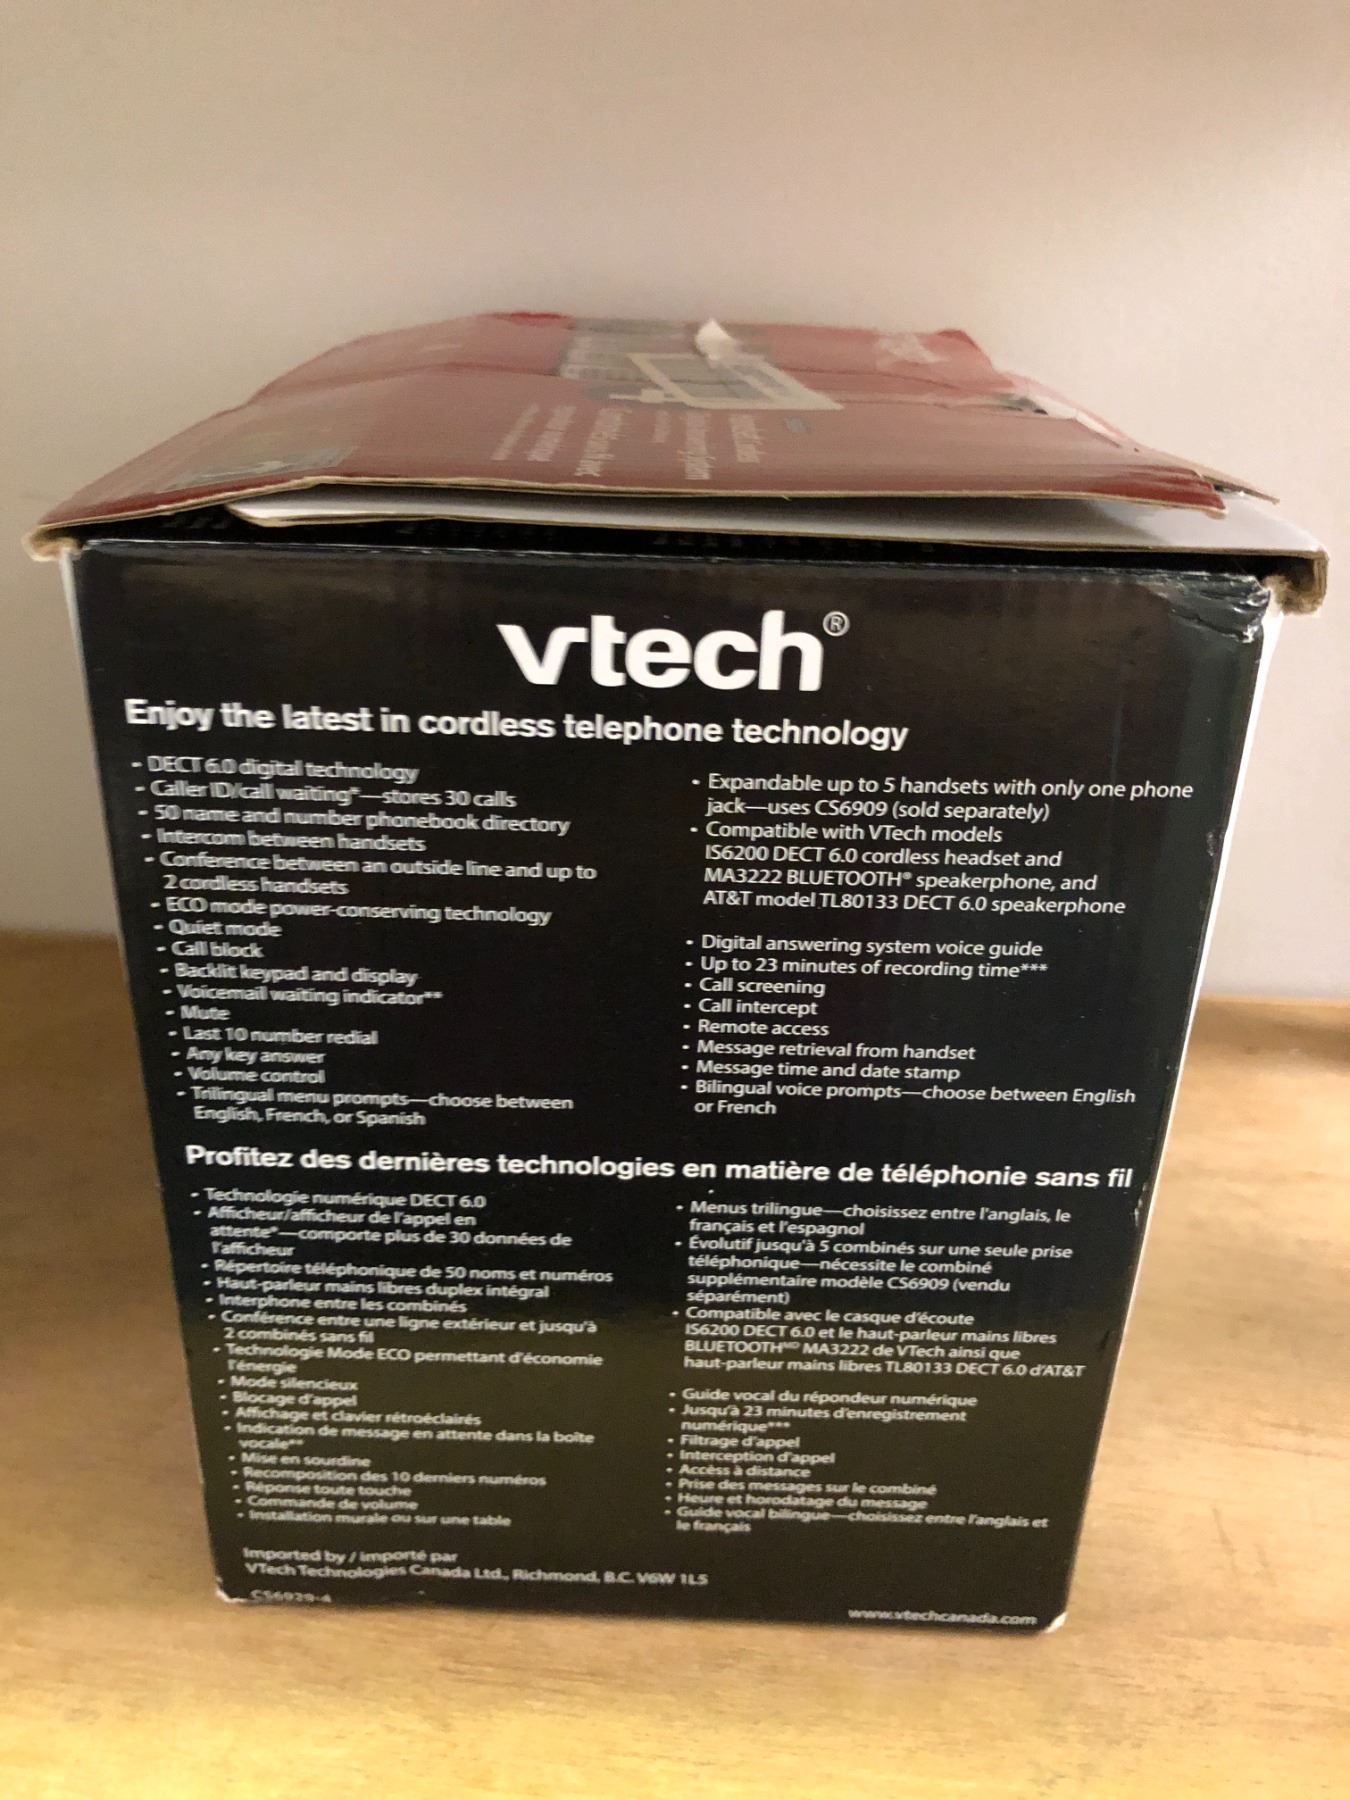 vtech®
Enjoy the latest in cordless telephone technology
• DECT 6.0 digital technology
• Caller ID/call waiting*—stores 30 calls
• 50 name and number phonebook directory
• Intercom between handsets
• Conference between an outside line and up to
2 cordless handsets
• ECO mode power-conserving technology
• Quiet mode
• Call block
• Backlit keypad and display
• Voicemail waiting indicator**
• Mute
• Last 10 number redial
• Any key answer
• Volume control
• Trilingual menu prompts—choose between
English, French, or Spanish
• Expandable up to 5 handsets with only one phone
jack—uses CS6909 (sold separately)
• Compatible with VTech models
IS6200 DECT 6.0 cordless headset and
MA3222 BLUETOOTH® speakerphone, and
AT&T model TL80133 DECT 6.0 speakerphone
• Digital answering system voice guide
• Up to 23 minutes of recording time***
• Call screening
• Call intercept
• Remote access
• Message retrieval from handset
• Message time and date stamp
• Bilingual voice prompts—choose between English
or French
Profitez des dernières technologies en matière de téléphonie sans fil
• Technologie numérique DECT 6.0
• Afficheur/afficheur de l'appel en
attente*—comporte plus de 30 données de
l'afficheur
• Répertoire téléphonique de 50 noms et numéros
• Haut-parleur mains libres duplex intégral
• Interphone entre les combinés
• Conférence entre une ligne extérieur et jusqu'à
2 combinés sans fil
• Technologie Mode ECO permettant d'économie
l'énergie
• Mode silencieux
• Blocage d'appel
• Affichage et clavier rétroéclairés
• Indication de message en attente dans la boîte
vocale**
• Mise en sourdine
• Recomposition des 10 derniers numéros
• Réponse toute touche
• Commande de volume
• Installation murale ou sur une table
• Menus trilingue—choisissez entre l'anglais, le
français et l'espagnol
• Évolutif jusqu'à 5 combinés sur une seule prise
téléphonique—nécessite le combiné
supplémentaire modèle CS6909 (vendu
séparément)
• Compatible avec le casque d'écoute
IS6200 DECT 6.0 et le haut-parleur mains libres
BLUETOOTHᴹᴰ MA3222 de VTech ainsi que
haut-parleur mains libres TL80133 DECT 6.0 d'AT&T
• Guide vocal du répondeur numérique
• Jusqu'à 23 minutes d'enregistrement
numérique***
• Filtrage d'appel
• Interception d'appel
• Accès à distance
• Prise des messages sur le combiné
• Heure et horodatage du message
• Guide vocal bilingue—choisissez entre l'anglais et
le français
Imported by / importé par
VTech Technologies Canada Ltd., Richmond, B.C. V6W 1L5
CS6929-4
www.vtechcanada.com